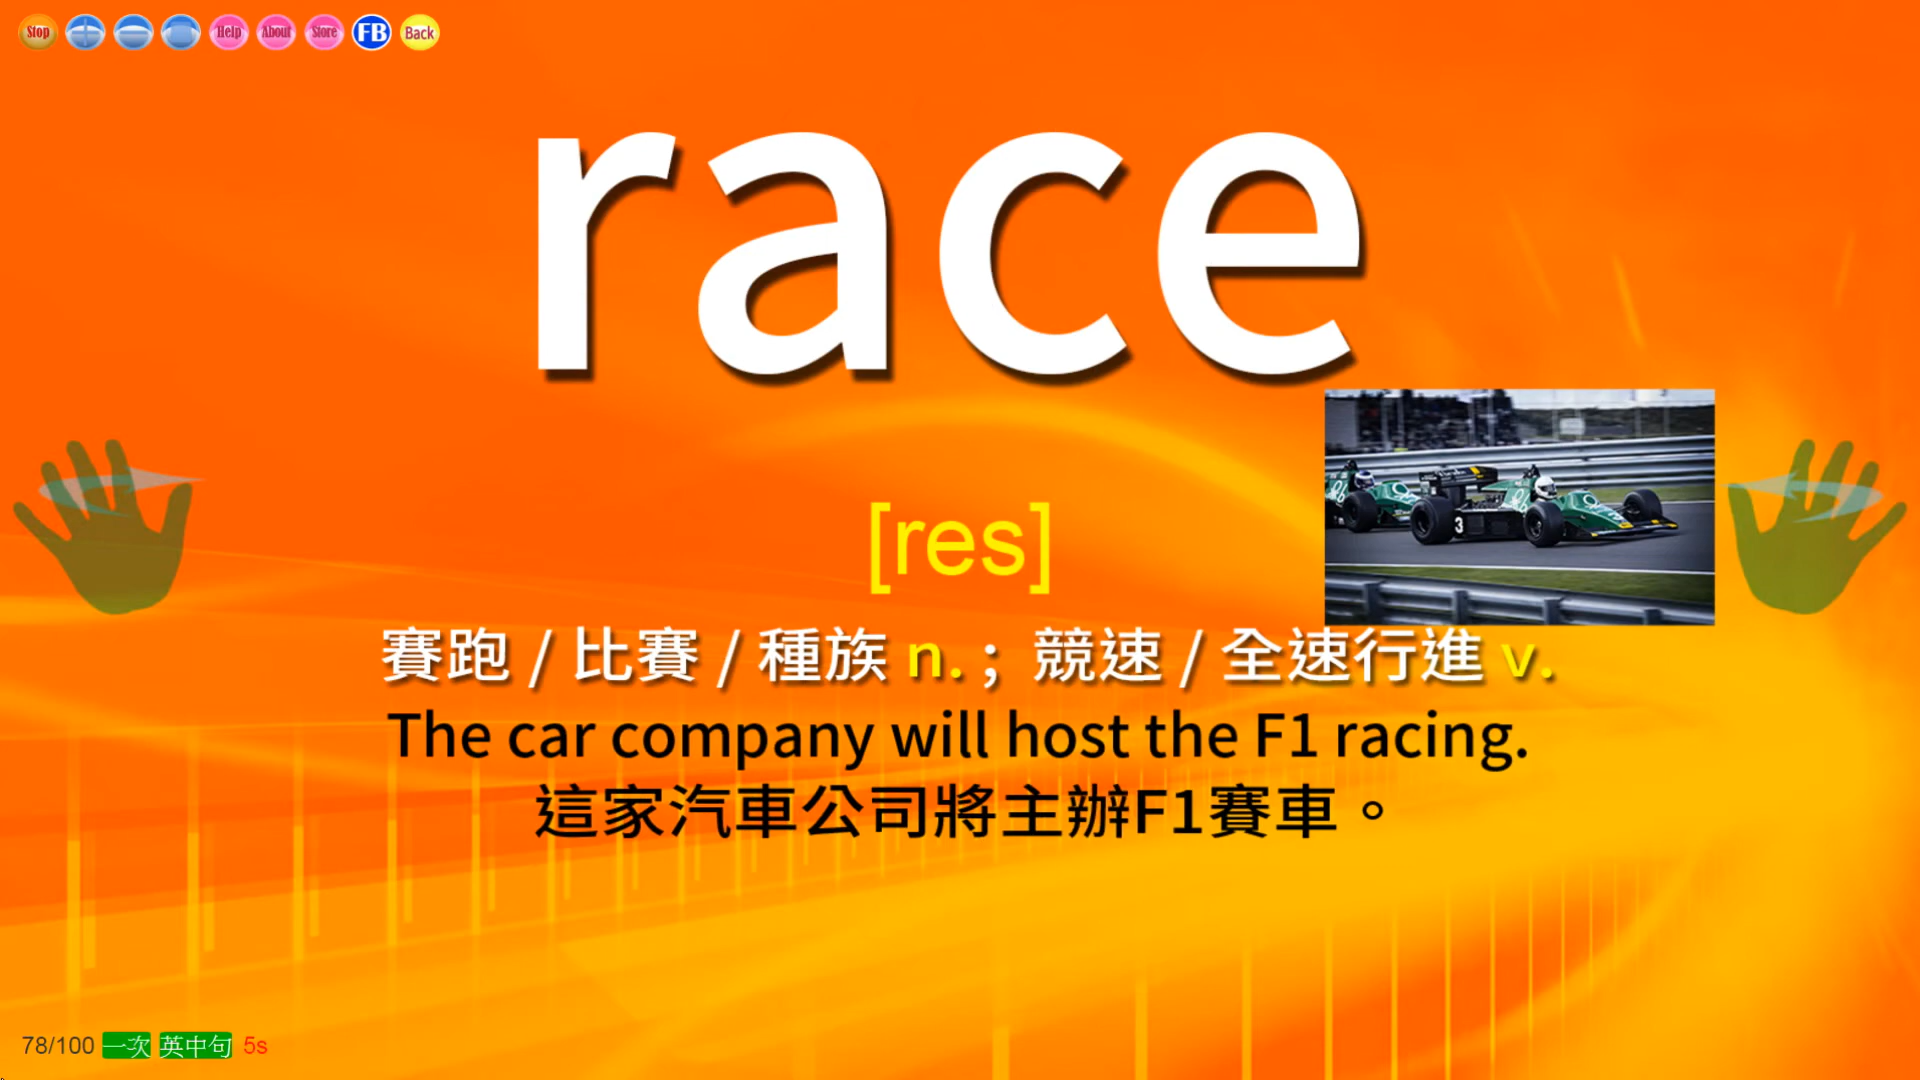 Stop Help About Store FB Back
race
[res]
賽跑 / 比賽 / 種族 n. ; 競速 / 全速行進 v.
The car company will host the F1 racing.
這家汽車公司將主辦F1賽車。
3
78/100 一次 英中句 5s